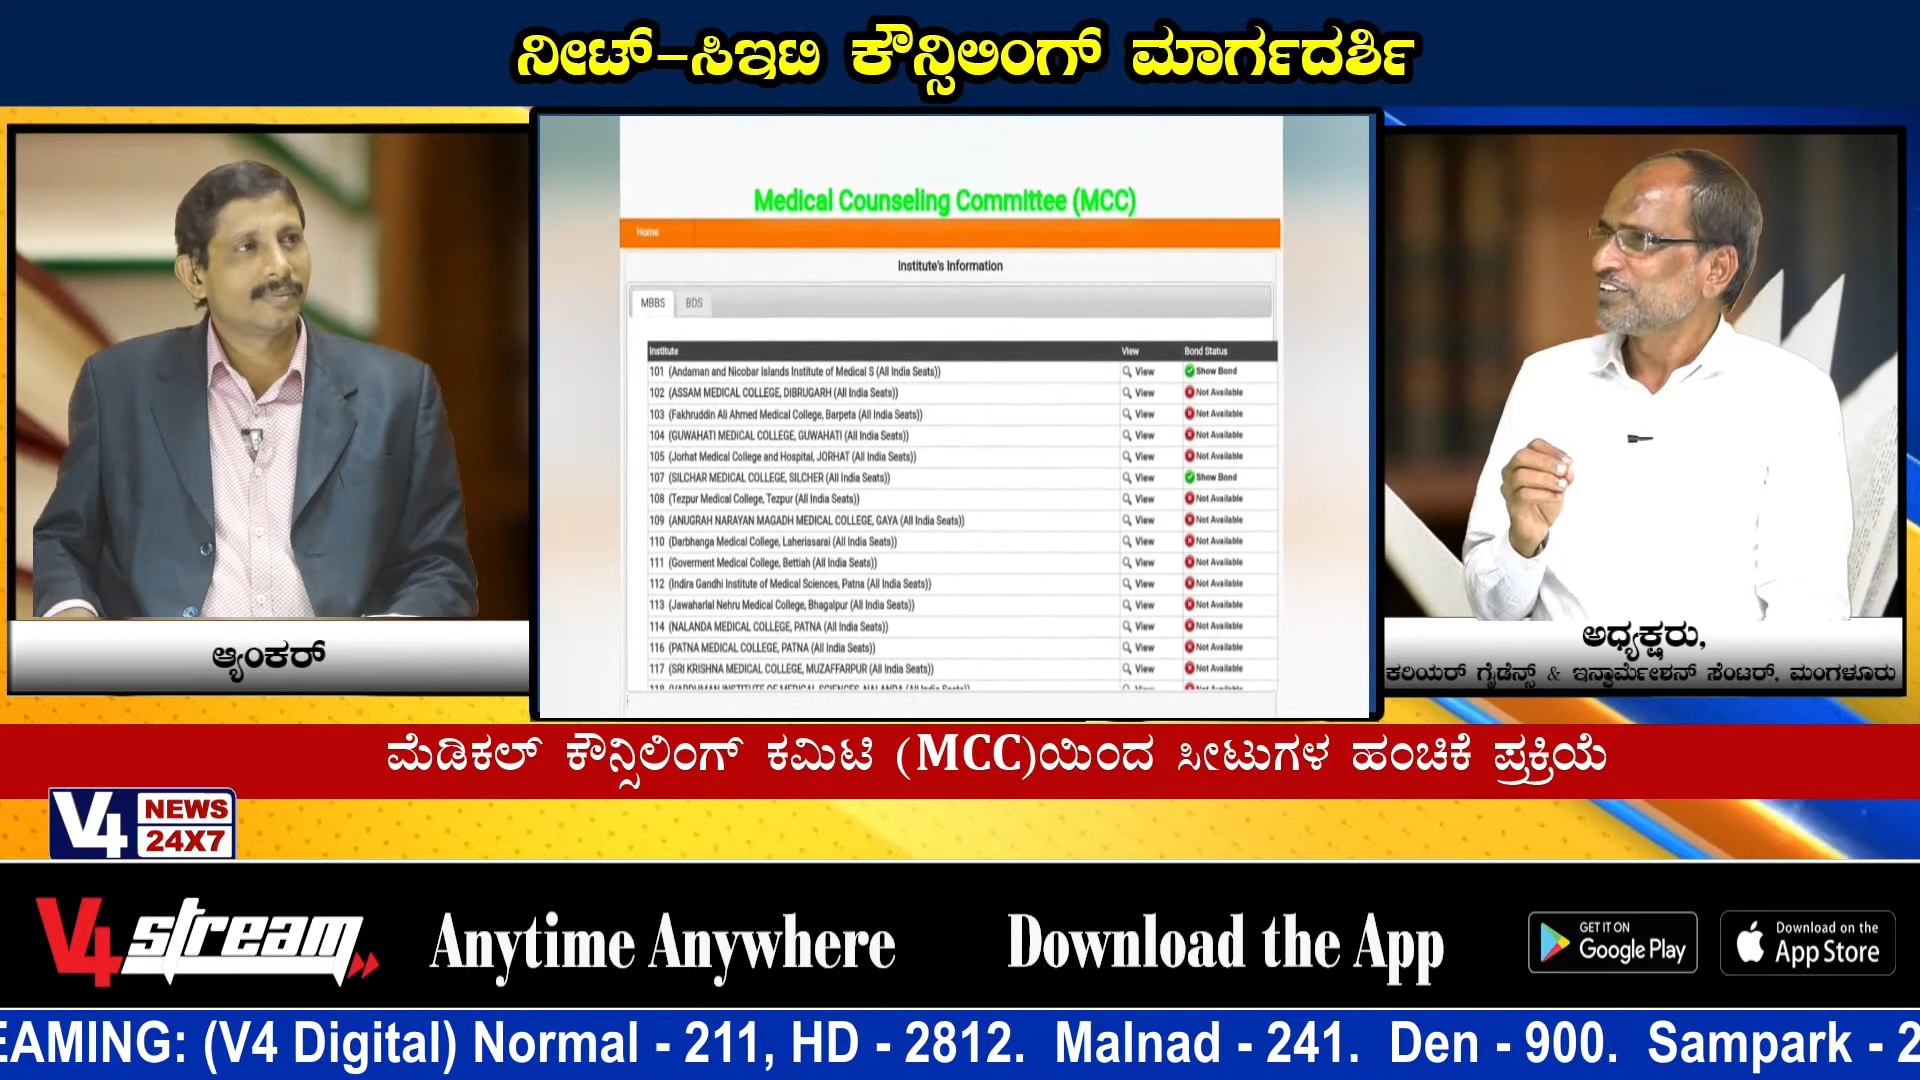 ನೀಟ್-ಸಿಇಟಿ ಕೌನ್ಸಿಲಿಂಗ್ ಮಾರ್ಗದರ್ಶಿ
Medical Counseling Committee (MCC)
Home
Institute's Information
MBBS BDS
Institute View Bond Status
101 (Andaman and Nicobar Islands Institute of Medical S (All India Seats)) View Show Bond
102 (ASSAM MEDICAL COLLEGE, DIBRUGARH (All India Seats)) View Not Available
103 (Fakhruddin Ali Ahmed Medical College, Barpeta (All India Seats)) View Not Available
104 (GUWAHATI MEDICAL COLLEGE, GUWAHATI (All India Seats)) View Not Available
105 (Jorhat Medical College and Hospital, JORHAT (All India Seats)) View Not Available
107 (SILCHAR MEDICAL COLLEGE, SILCHER (All India Seats)) View Show Bond
108 (Tezpur Medical College, Tezpur (All India Seats)) View Not Available
109 (ANUGRAH NARAYAN MAGADH MEDICAL COLLEGE, GAYA (All India Seats)) View Not Available
110 (Darbhanga Medical College, Laheriasarai (All India Seats)) View Not Available
111 (Goverment Medical College, Bettiah (All India Seats)) View Not Available
112 (Indira Gandhi Institute of Medical Sciences, Patna (All India Seats)) View Not Available
113 (Jawaharlal Nehru Medical College, Bhagalpur (All India Seats)) View Not Available
114 (NALANDA MEDICAL COLLEGE, PATNA (All India Seats)) View Not Available
116 (PATNA MEDICAL COLLEGE, PATNA (All India Seats)) View Not Available
117 (SRI KRISHNA MEDICAL COLLEGE, MUZAFFARPUR (All India Seats)) View Not Available
ಆ್ಯಂಕರ್
ಅಧ್ಯಕ್ಷರು,
ಕರಿಯರ್ ಗೈಡೆನ್ಸ್ & ಇನ್ಫಾರ್ಮೇಶನ್ ಸೆಂಟರ್, ಮಂಗಳೂರು
ಮೆಡಿಕಲ್ ಕೌನ್ಸಿಲಿಂಗ್ ಕಮಿಟಿ (MCC)ಯಿಂದ ಸೀಟುಗಳ ಹಂಚಿಕೆ ಪ್ರಕ್ರಿಯೆ
V4 NEWS
24X7
V4 stream Anytime Anywhere Download the App
GET IT ON
Google Play
Download on the
App Store
EAMING: (V4 Digital) Normal - 211, HD - 2812. Malnad - 241. Den - 900. Sampark - 2